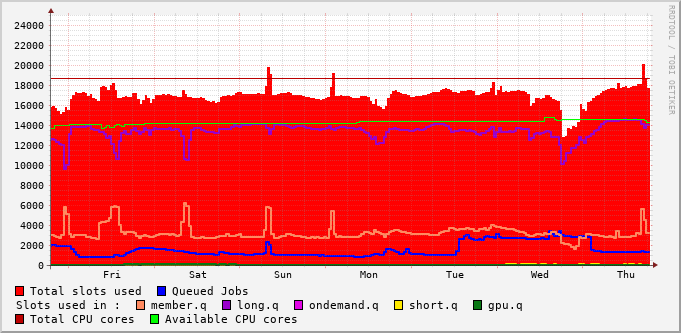 24000
22000
20000
18000
16000
14000
12000
10000
8000
6000
4000
2000
0
Fri Sat Sun Mon Tue Wed Thu
Total slots used Queued Jobs
Slots used in : member.q long.q ondemand.q short.q gpu.q
Total CPU cores Available CPU cores
RRDTOOL / TOBI OETIKER